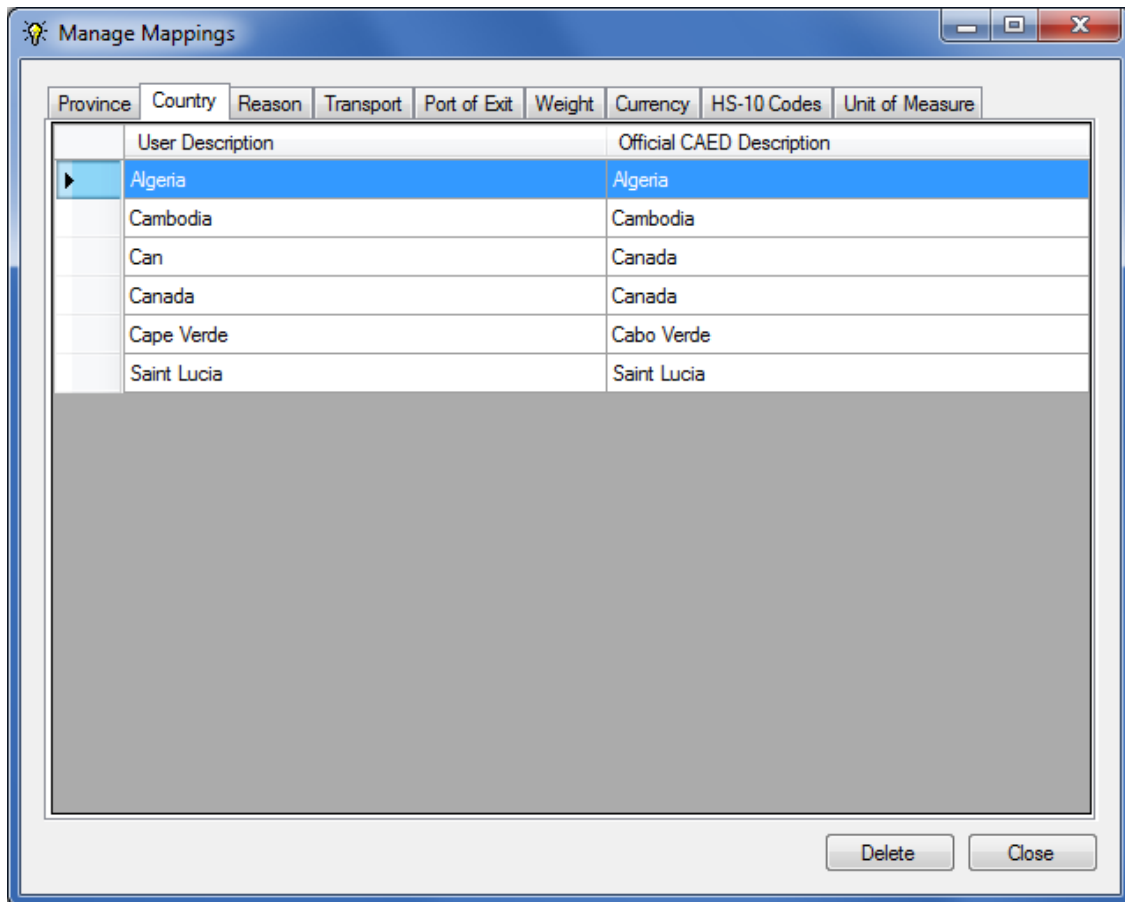 Manage Mappings
Province Country Reason Transport Port of Exit Weight Currency HS-10 Codes Unit of Measure
User Description Official CAED Description
Algeria Algeria
Cambodia Cambodia
Can Canada
Canada Canada
Cape Verde Cabo Verde
Saint Lucia Saint Lucia
Delete Close